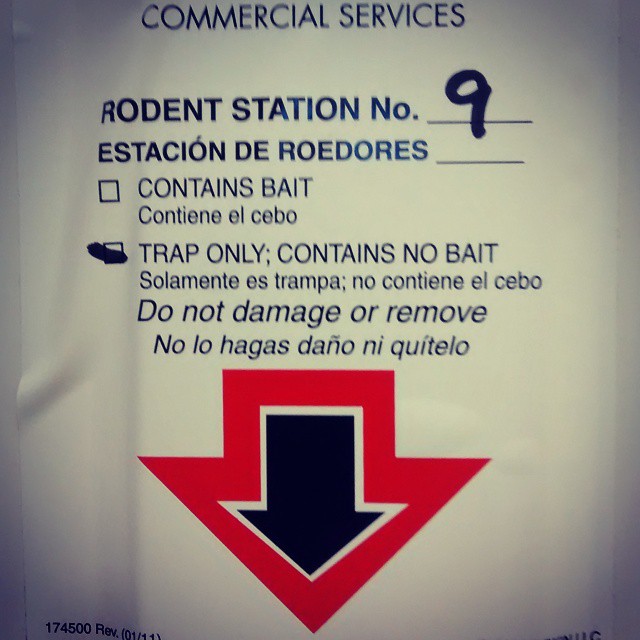 COMMERCIAL SERVICES
RODENT STATION No. 9
ESTACIÓN DE ROEDORES
CONTAINS BAIT
Contiene el cebo
TRAP ONLY; CONTAINS NO BAIT
Solamente es trampa; no contiene el cebo
Do not damage or remove
No lo hagas daño ni quítelo
174500 Rev. (01/11)